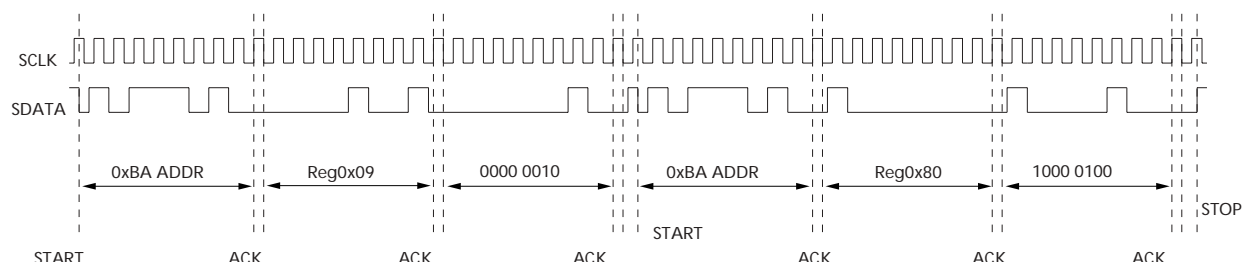 SCLK
SDATA
0xBA ADDR Reg0x09 0000 0010 0xBA ADDR Reg0x80 1000 0100
STOP
START
START ACK ACK ACK ACK ACK ACK